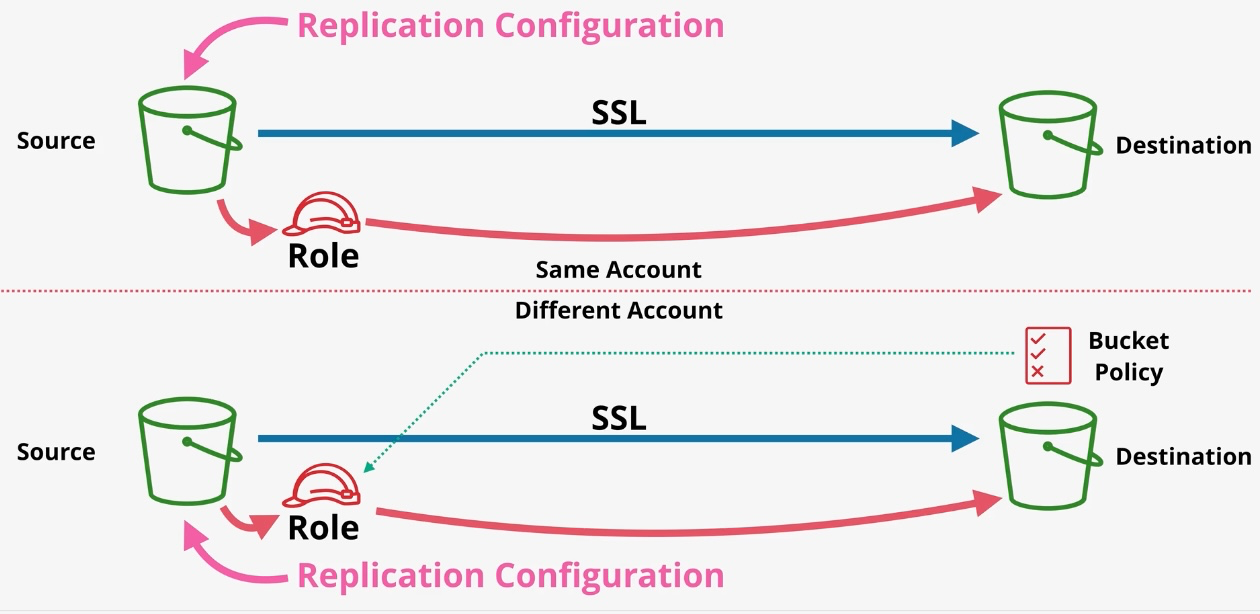 Replication Configuration
SSL
Source
Destination
Role
Same Account
Different Account
Bucket
Policy
SSL
Source
Destination
Role
Replication Configuration